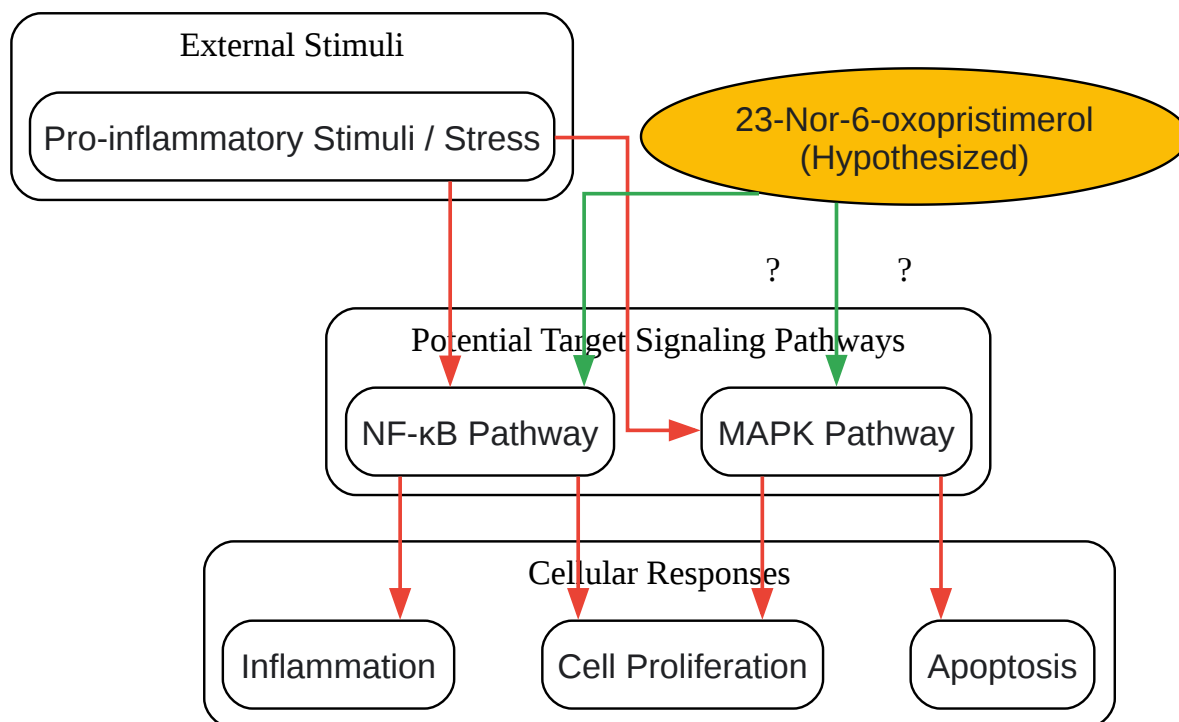 External Stimuli
Pro-inflammatory Stimuli / Stress
23-Nor-6-oxopristimerol
(Hypothesized)
?
?
Potential Target Signaling Pathways
NF-κB Pathway
MAPK Pathway
Cellular Responses
Inflammation
Cell Proliferation
Apoptosis